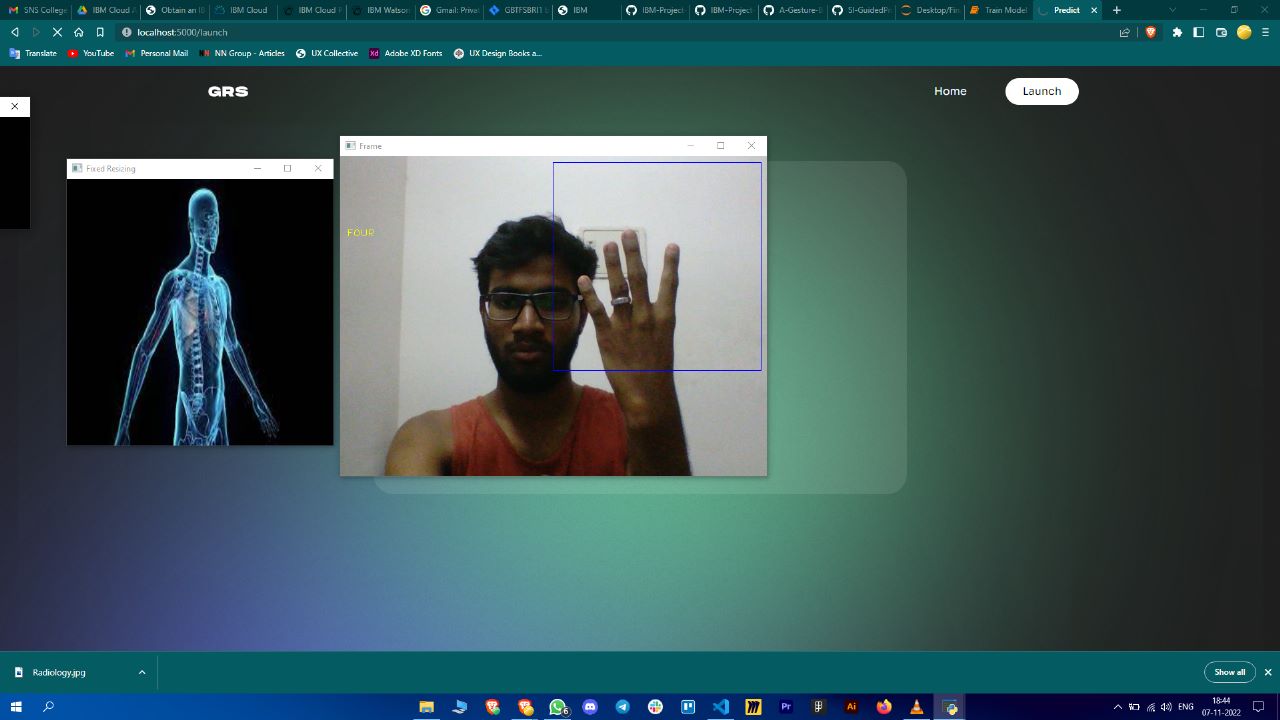 SNS College
IBM Cloud A
Obtain an IB
IBM Cloud
IBM Cloud P
IBM Watson
Gmail: Privat
GBTFSBRI1 b
IBM
IBM-Project
IBM-Project
A-Gesture-B
SI-GuidedPr
Desktop/Fin
Train Model
Predict
localhost:5000/launch
Translate
YouTube
Personal Mail
NN Group - Articles
UX Collective
Adobe XD Fonts
UX Design Books a...
GRS
Home
Launch
Fixed Resizing
Frame
FOUR
Radiology.jpg
Show all
ENG
18:44
07-11-2022